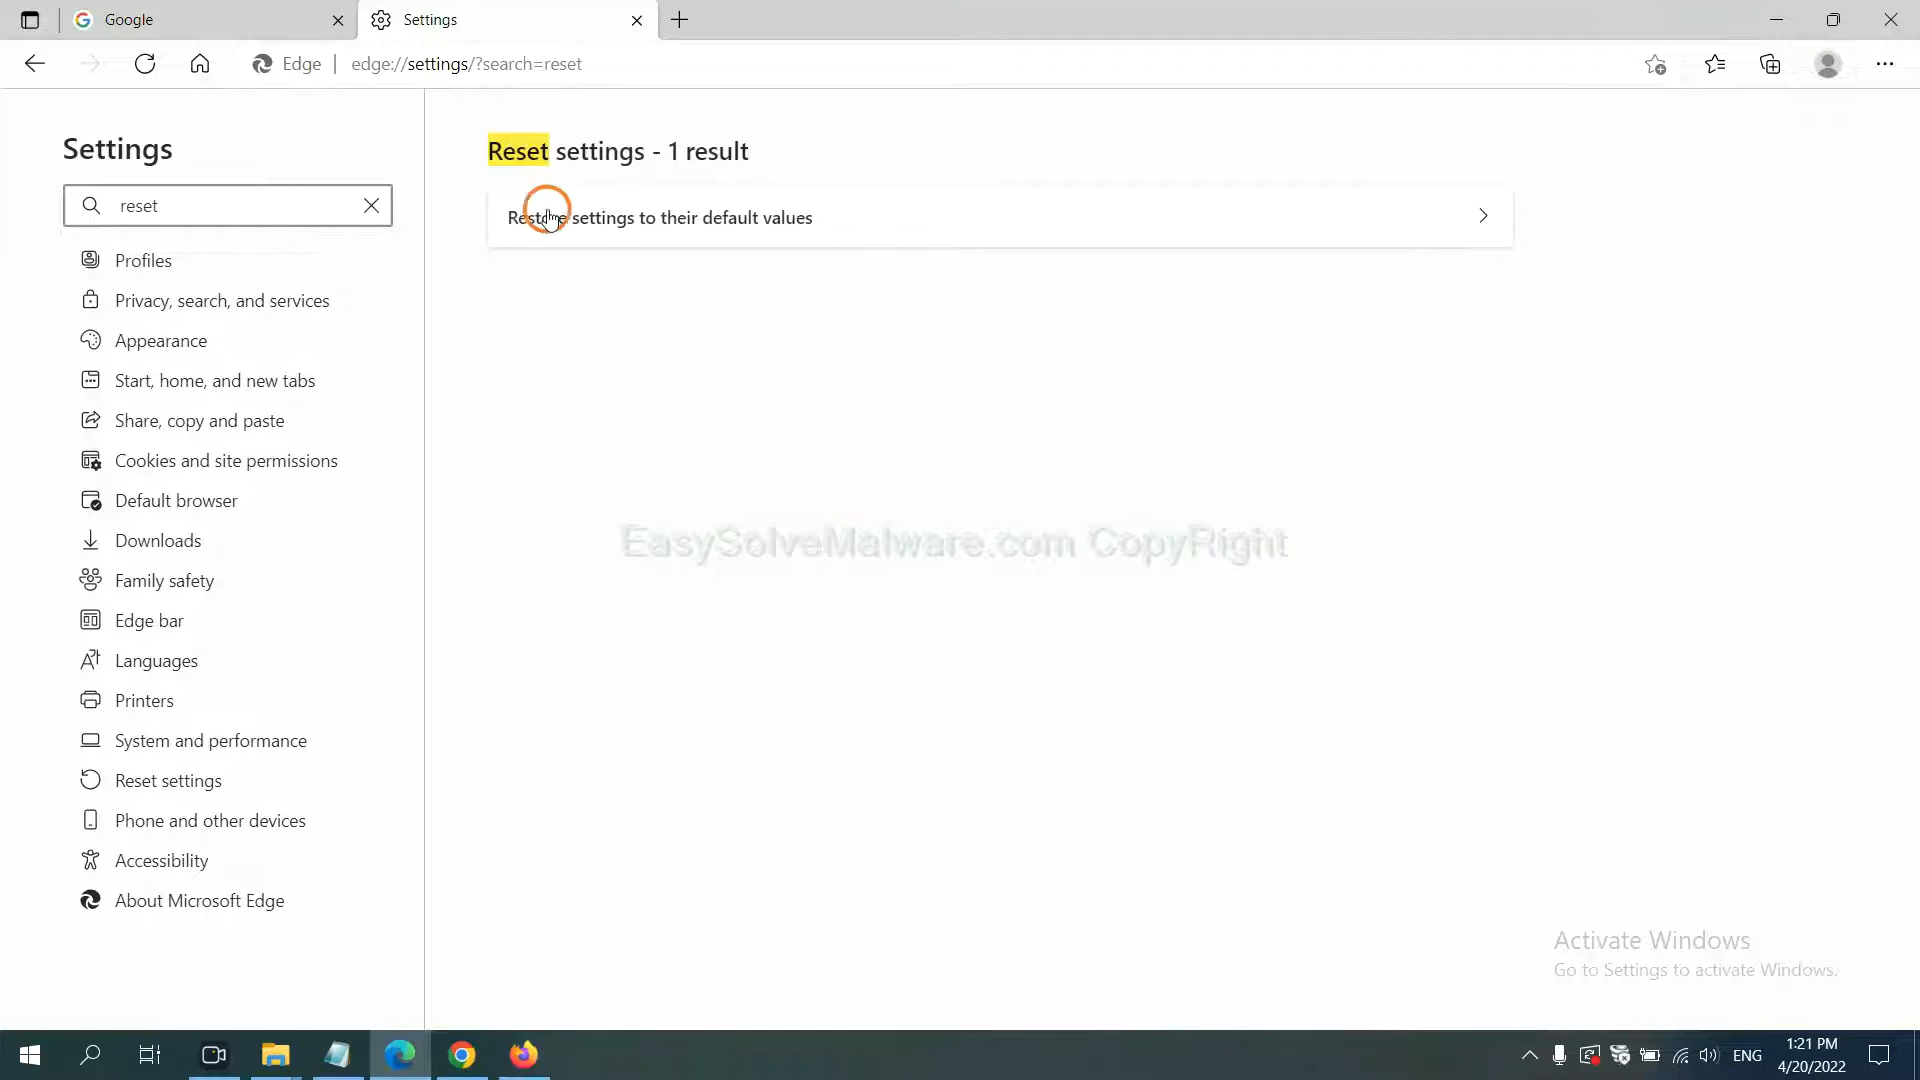 Google
Settings
Edge
edge://settings/?search=reset
Settings
reset
Profiles
Privacy, search, and services
Appearance
Start, home, and new tabs
Share, copy and paste
Cookies and site permissions
Default browser
Downloads
Family safety
Edge bar
Languages
Printers
System and performance
Reset settings
Phone and other devices
Accessibility
About Microsoft Edge
Reset settings - 1 result
Restore settings to their default values
EasySolveMalware.com CopyRight
Activate Windows
Go to Settings to activate Windows.
ENG
1:21 PM
4/20/2022